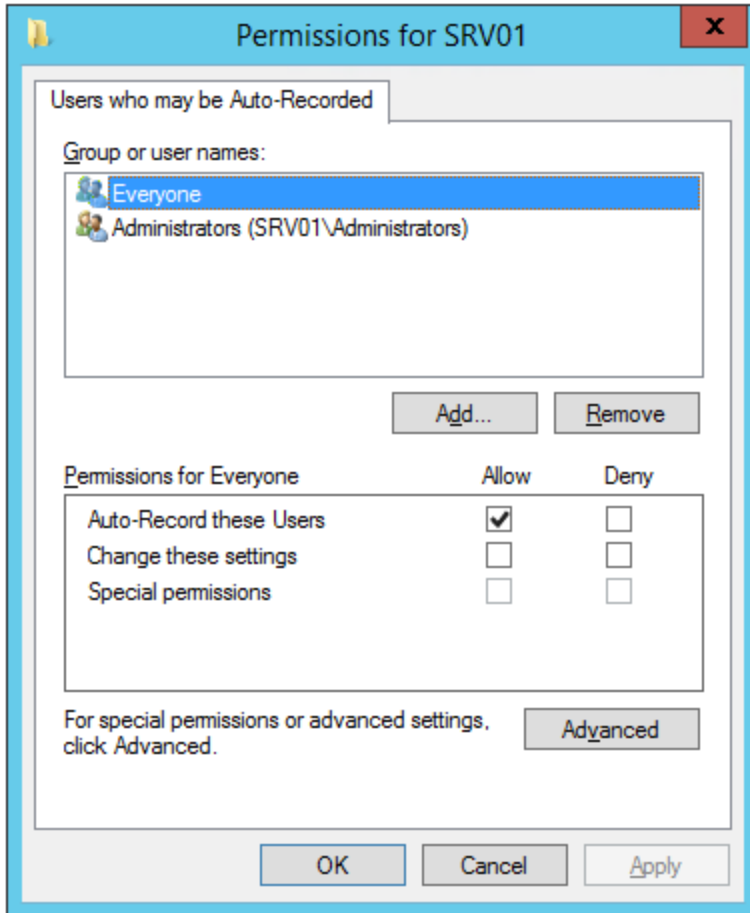 Permissions for SRV01
x
Users who may be Auto-Recorded
Group or user names:
Everyone
Administrators (SRV01\Administrators)
Add...
Remove
Permissions for Everyone
Allow
Deny
Auto-Record these Users
Change these settings
Special permissions
For special permissions or advanced settings,
click Advanced.
Advanced
OK
Cancel
Apply